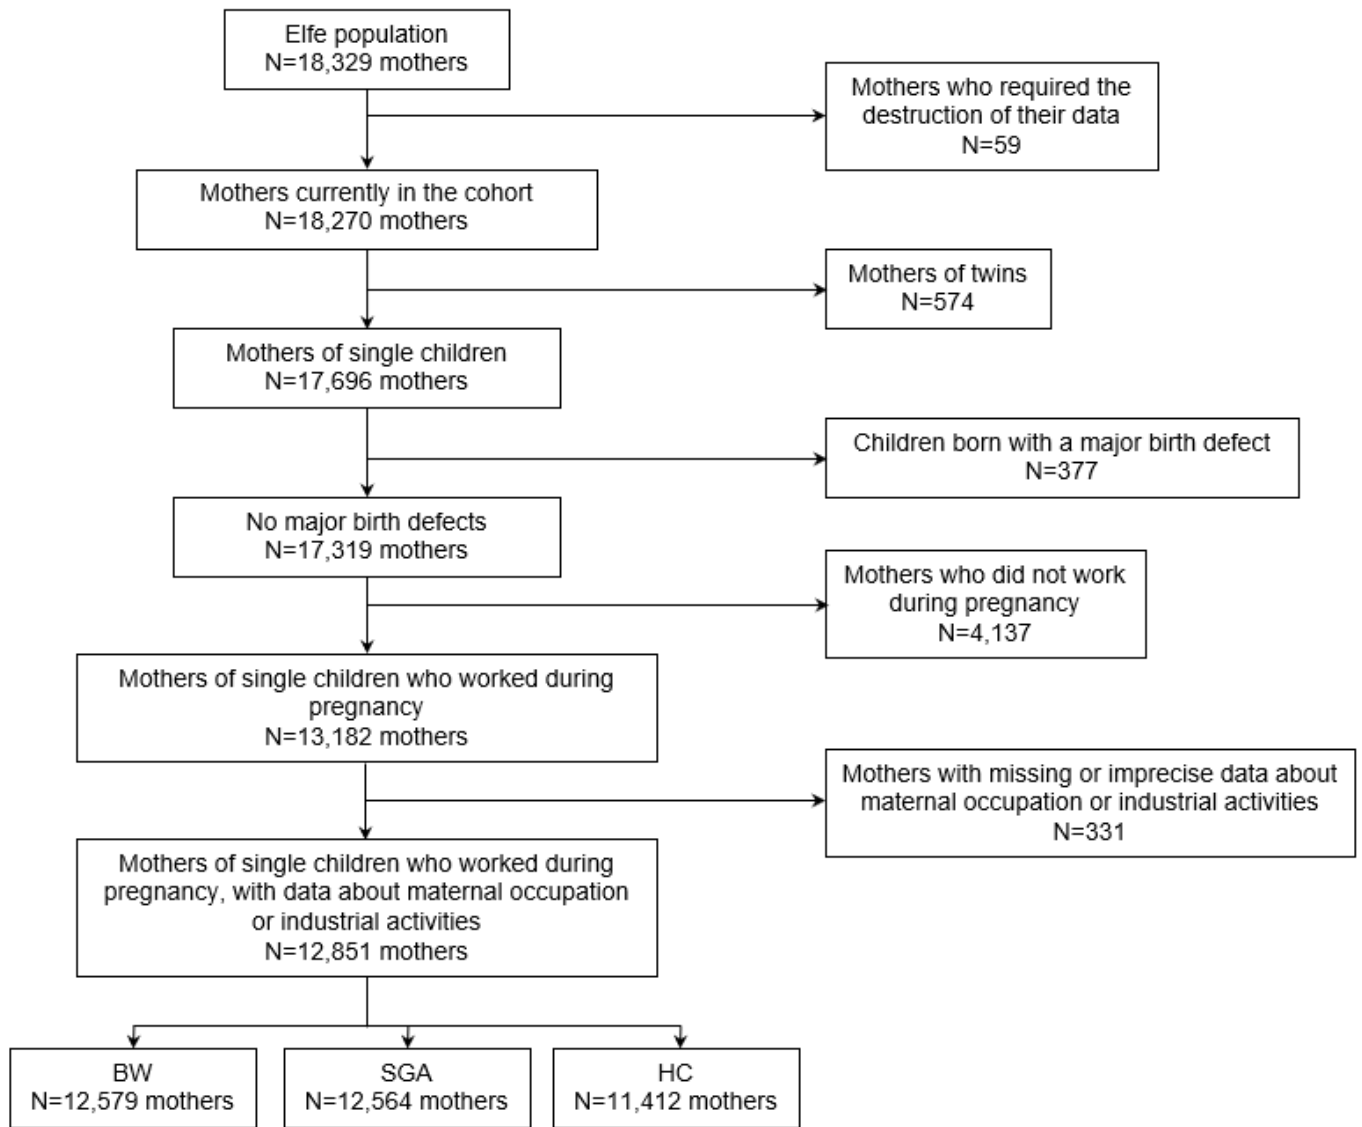 Elfe population
N=18,329 mothers
Mothers who required the
destruction of their data
N=59
Mothers currently in the cohort
N=18,270 mothers
Mothers of twins
N=574
Mothers of single children
N=17,696 mothers
Children born with a major birth defect
N=377
No major birth defects
N=17,319 mothers
Mothers who did not work
during pregnancy
N=4,137
Mothers of single children who worked during
pregnancy
N=13,182 mothers
Mothers with missing or imprecise data about
maternal occupation or industrial activities
N=331
Mothers of single children who worked during
pregnancy, with data about maternal occupation
or industrial activities
N=12,851 mothers
BW
N=12,579 mothers
SGA
N=12,564 mothers
HC
N=11,412 mothers